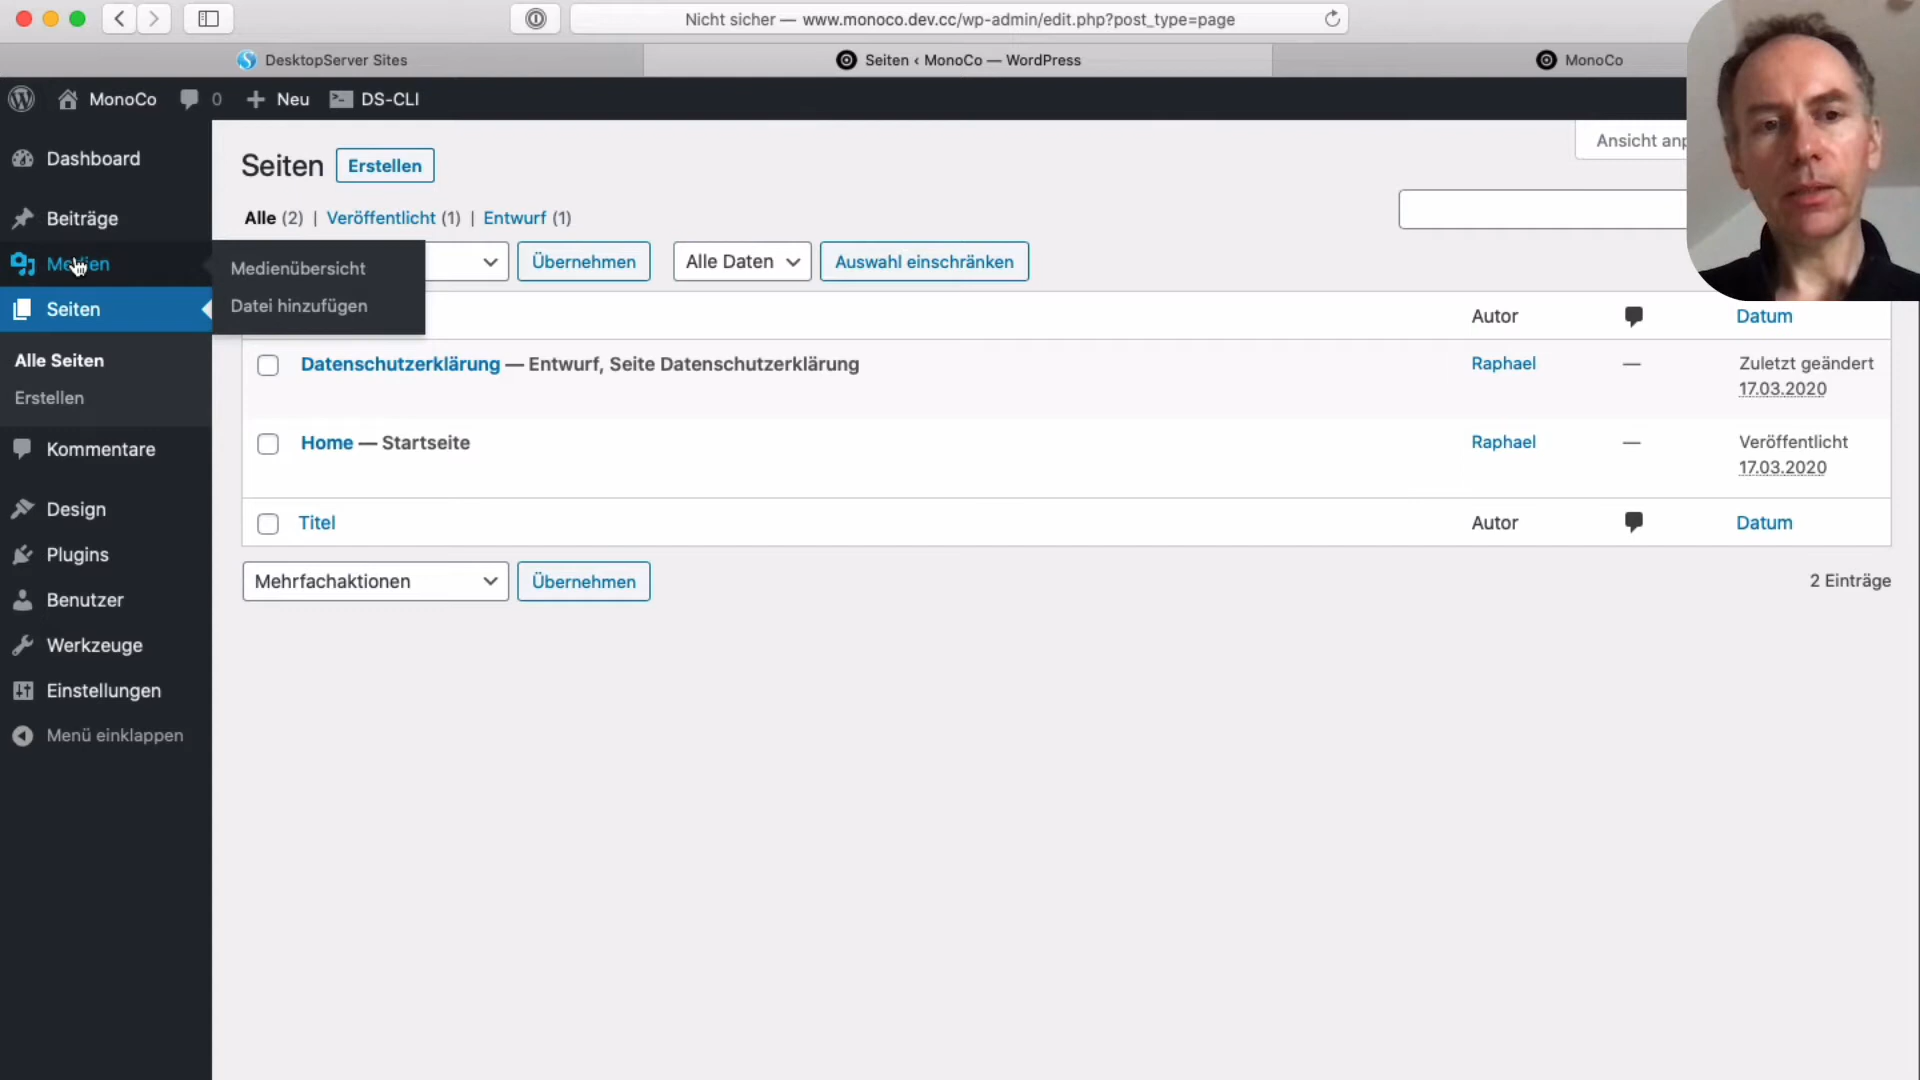 Nicht sicher — www.monoco.dev.cc/wp-admin/edit.php?post_type=page
DesktopServer Sites
Seiten ‹ MonoCo — WordPress
MonoCo
MonoCo
0
Neu
DS-CLI
Dashboard
Beiträge
Medien
Seiten
Alle Seiten
Erstellen
Kommentare
Design
Plugins
Benutzer
Werkzeuge
Einstellungen
Menü einklappen
Medienübersicht
Datei hinzufügen
Seiten
Erstellen
Ansicht anp
Alle (2) | Veröffentlicht (1) | Entwurf (1)
Übernehmen
Alle Daten
Auswahl einschränken
Autor
Datum
Datenschutzerklärung — Entwurf, Seite Datenschutzerklärung
Raphael
—
Zuletzt geändert
17.03.2020
Home — Startseite
Raphael
—
Veröffentlicht
17.03.2020
Titel
Autor
Datum
Mehrfachaktionen
Übernehmen
2 Einträge